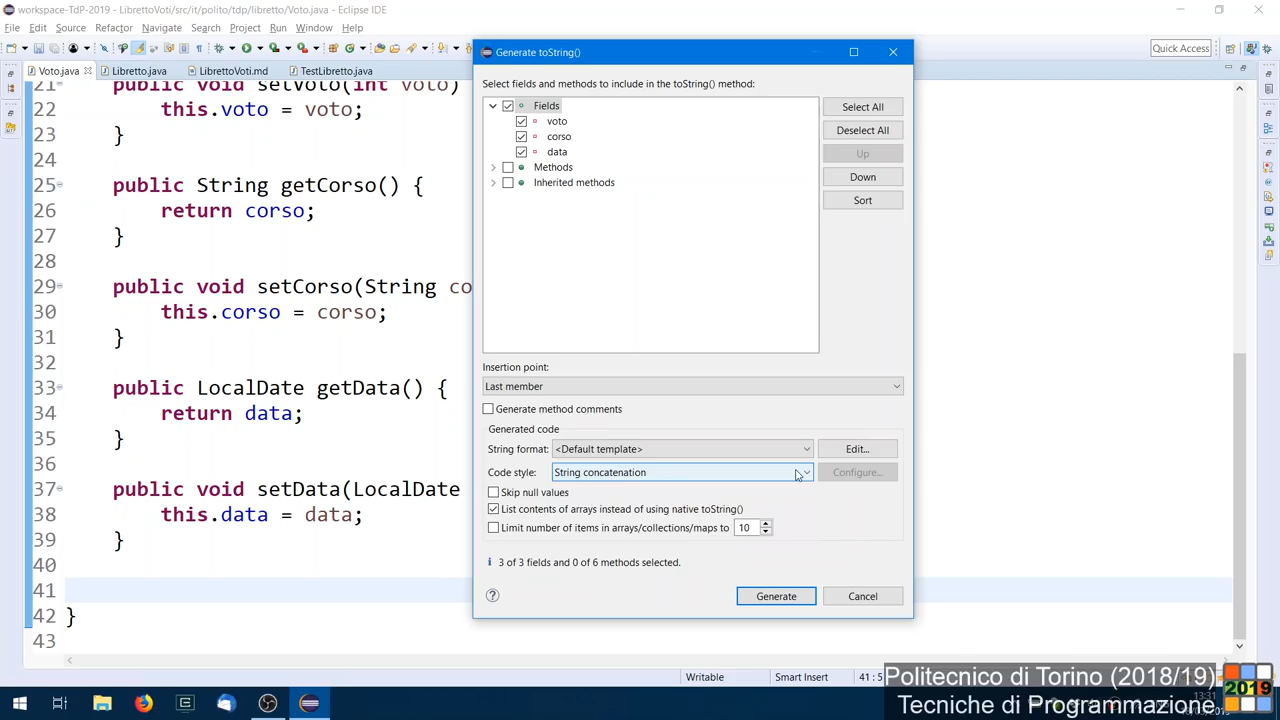 workspace-TdP-2019 - LibrettoVoti/src/it/polito/tdp/libretto/Voto.java - Eclipse IDE
File Edit Source Refactor Navigate Search Project Run Window Help
Quick Access
Voto.java Libretto.java LibrettoVoti.md TestLibretto.java
21 public void setVoto(int voto)
22 this.voto = voto;
23 }
24
25 public String getCorso() {
26 return corso;
27 }
28
29 public void setCorso(String co
30 this.corso = corso;
31 }
32
33 public LocalDate getData() {
34 return data;
35 }
36
37 public void setData(LocalDate
38 this.data = data;
39 }
40
41
42 }
43
Generate toString()
Select fields and methods to include in the toString() method:
Fields
voto
corso
data
Methods
Inherited methods
Select All
Deselect All
Up
Down
Sort
Insertion point:
Last member
Generate method comments
Generated code
String format: <Default template> Edit...
Code style: String concatenation Configure...
Skip null values
List contents of arrays instead of using native toString()
Limit number of items in arrays/collections/maps to 10
3 of 3 fields and 0 of 6 methods selected.
Generate Cancel
Writable Smart Insert 41 : 5
Politecnico di Torino (2018/19)
Tecniche di Programmazione
2019
13:31